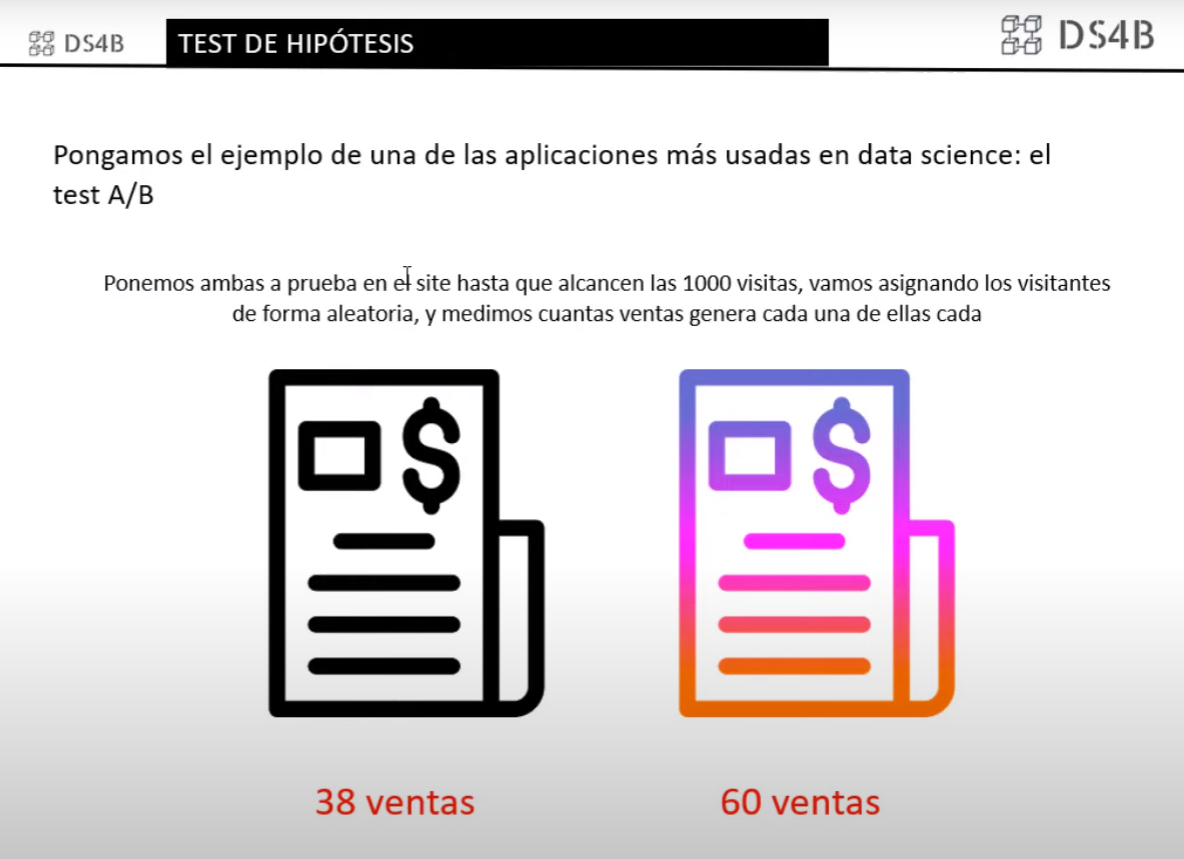 DS4B
TEST DE HIPÓTESIS
DS4B
Pongamos el ejemplo de una de las aplicaciones más usadas en data science: el
test A/B
Ponemos ambas a prueba en el site hasta que alcancen las 1000 visitas, vamos asignando los visitantes
de forma aleatoria, y medimos cuantas ventas genera cada una de ellas cada
$
$
38 ventas
60 ventas